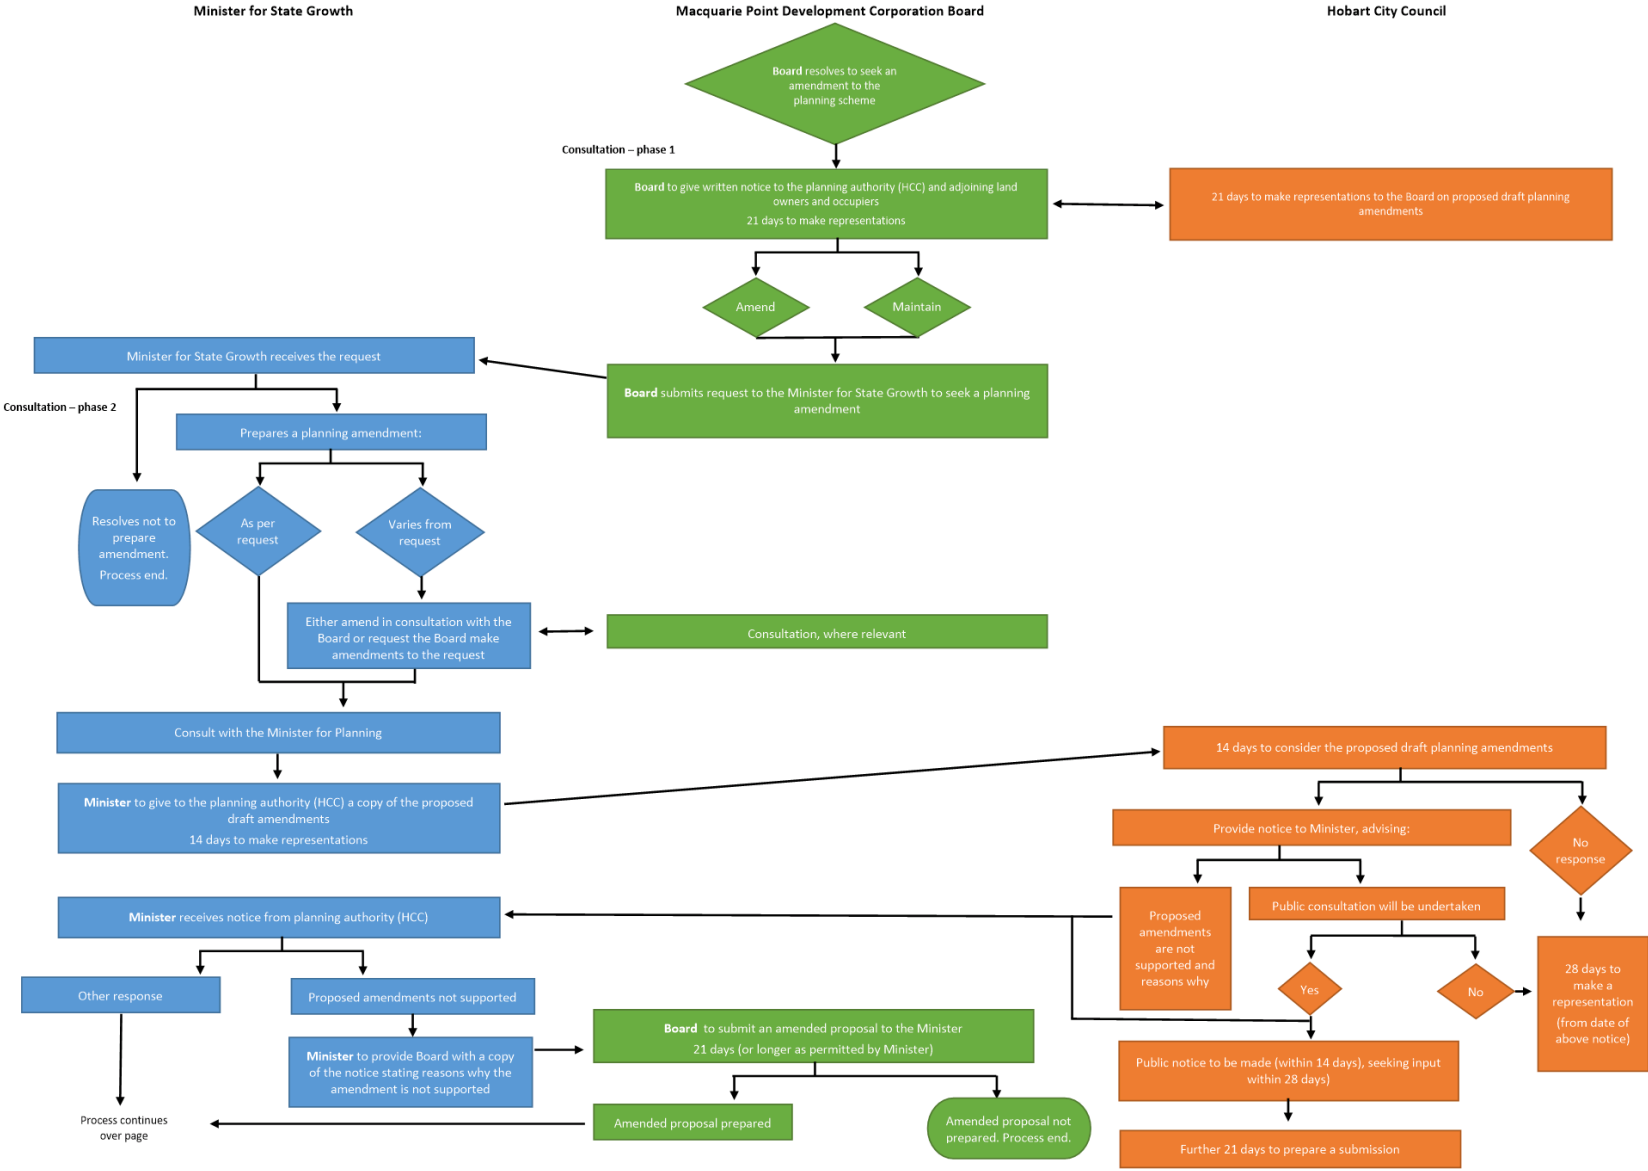 Minister for State Growth
Macquarie Point Development Corporation Board
Hobart City Council
Board resolves to seek an
amendment to the
planning scheme
Consultation – phase 1
Board to give written notice to the planning authority (HCC) and adjoining land
owners and occupiers
21 days to make representations
21 days to make representations to the Board on proposed draft planning
amendments
Amend
Maintain
Minister for State Growth receives the request
Board submits request to the Minister for State Growth to seek a planning
amendment
Consultation – phase 2
Prepares a planning amendment:
Resolves not to
prepare
amendment.
Process end.
As per
request
Varies from
request
Either amend in consultation with the
Board or request the Board make
amendments to the request
Consultation, where relevant
Consult with the Minister for Planning
14 days to consider the proposed draft planning amendments
Minister to give to the planning authority (HCC) a copy of the proposed
draft amendments
14 days to make representations
Provide notice to Minister, advising:
No
response
Minister receives notice from planning authority (HCC)
Proposed
amendments
are not
supported and
reasons why
Public consultation will be undertaken
Yes
No
28 days to
make a
representation
(from date of
above notice)
Other response
Proposed amendments not supported
Minister to provide Board with a copy
of the notice stating reasons why the
amendment is not supported
Board to submit an amended proposal to the Minister
21 days (or longer as permitted by Minister)
Public notice to be made (within 14 days), seeking input
within 28 days)
Process continues
over page
Amended proposal prepared
Amended proposal not
prepared. Process end.
Further 21 days to prepare a submission